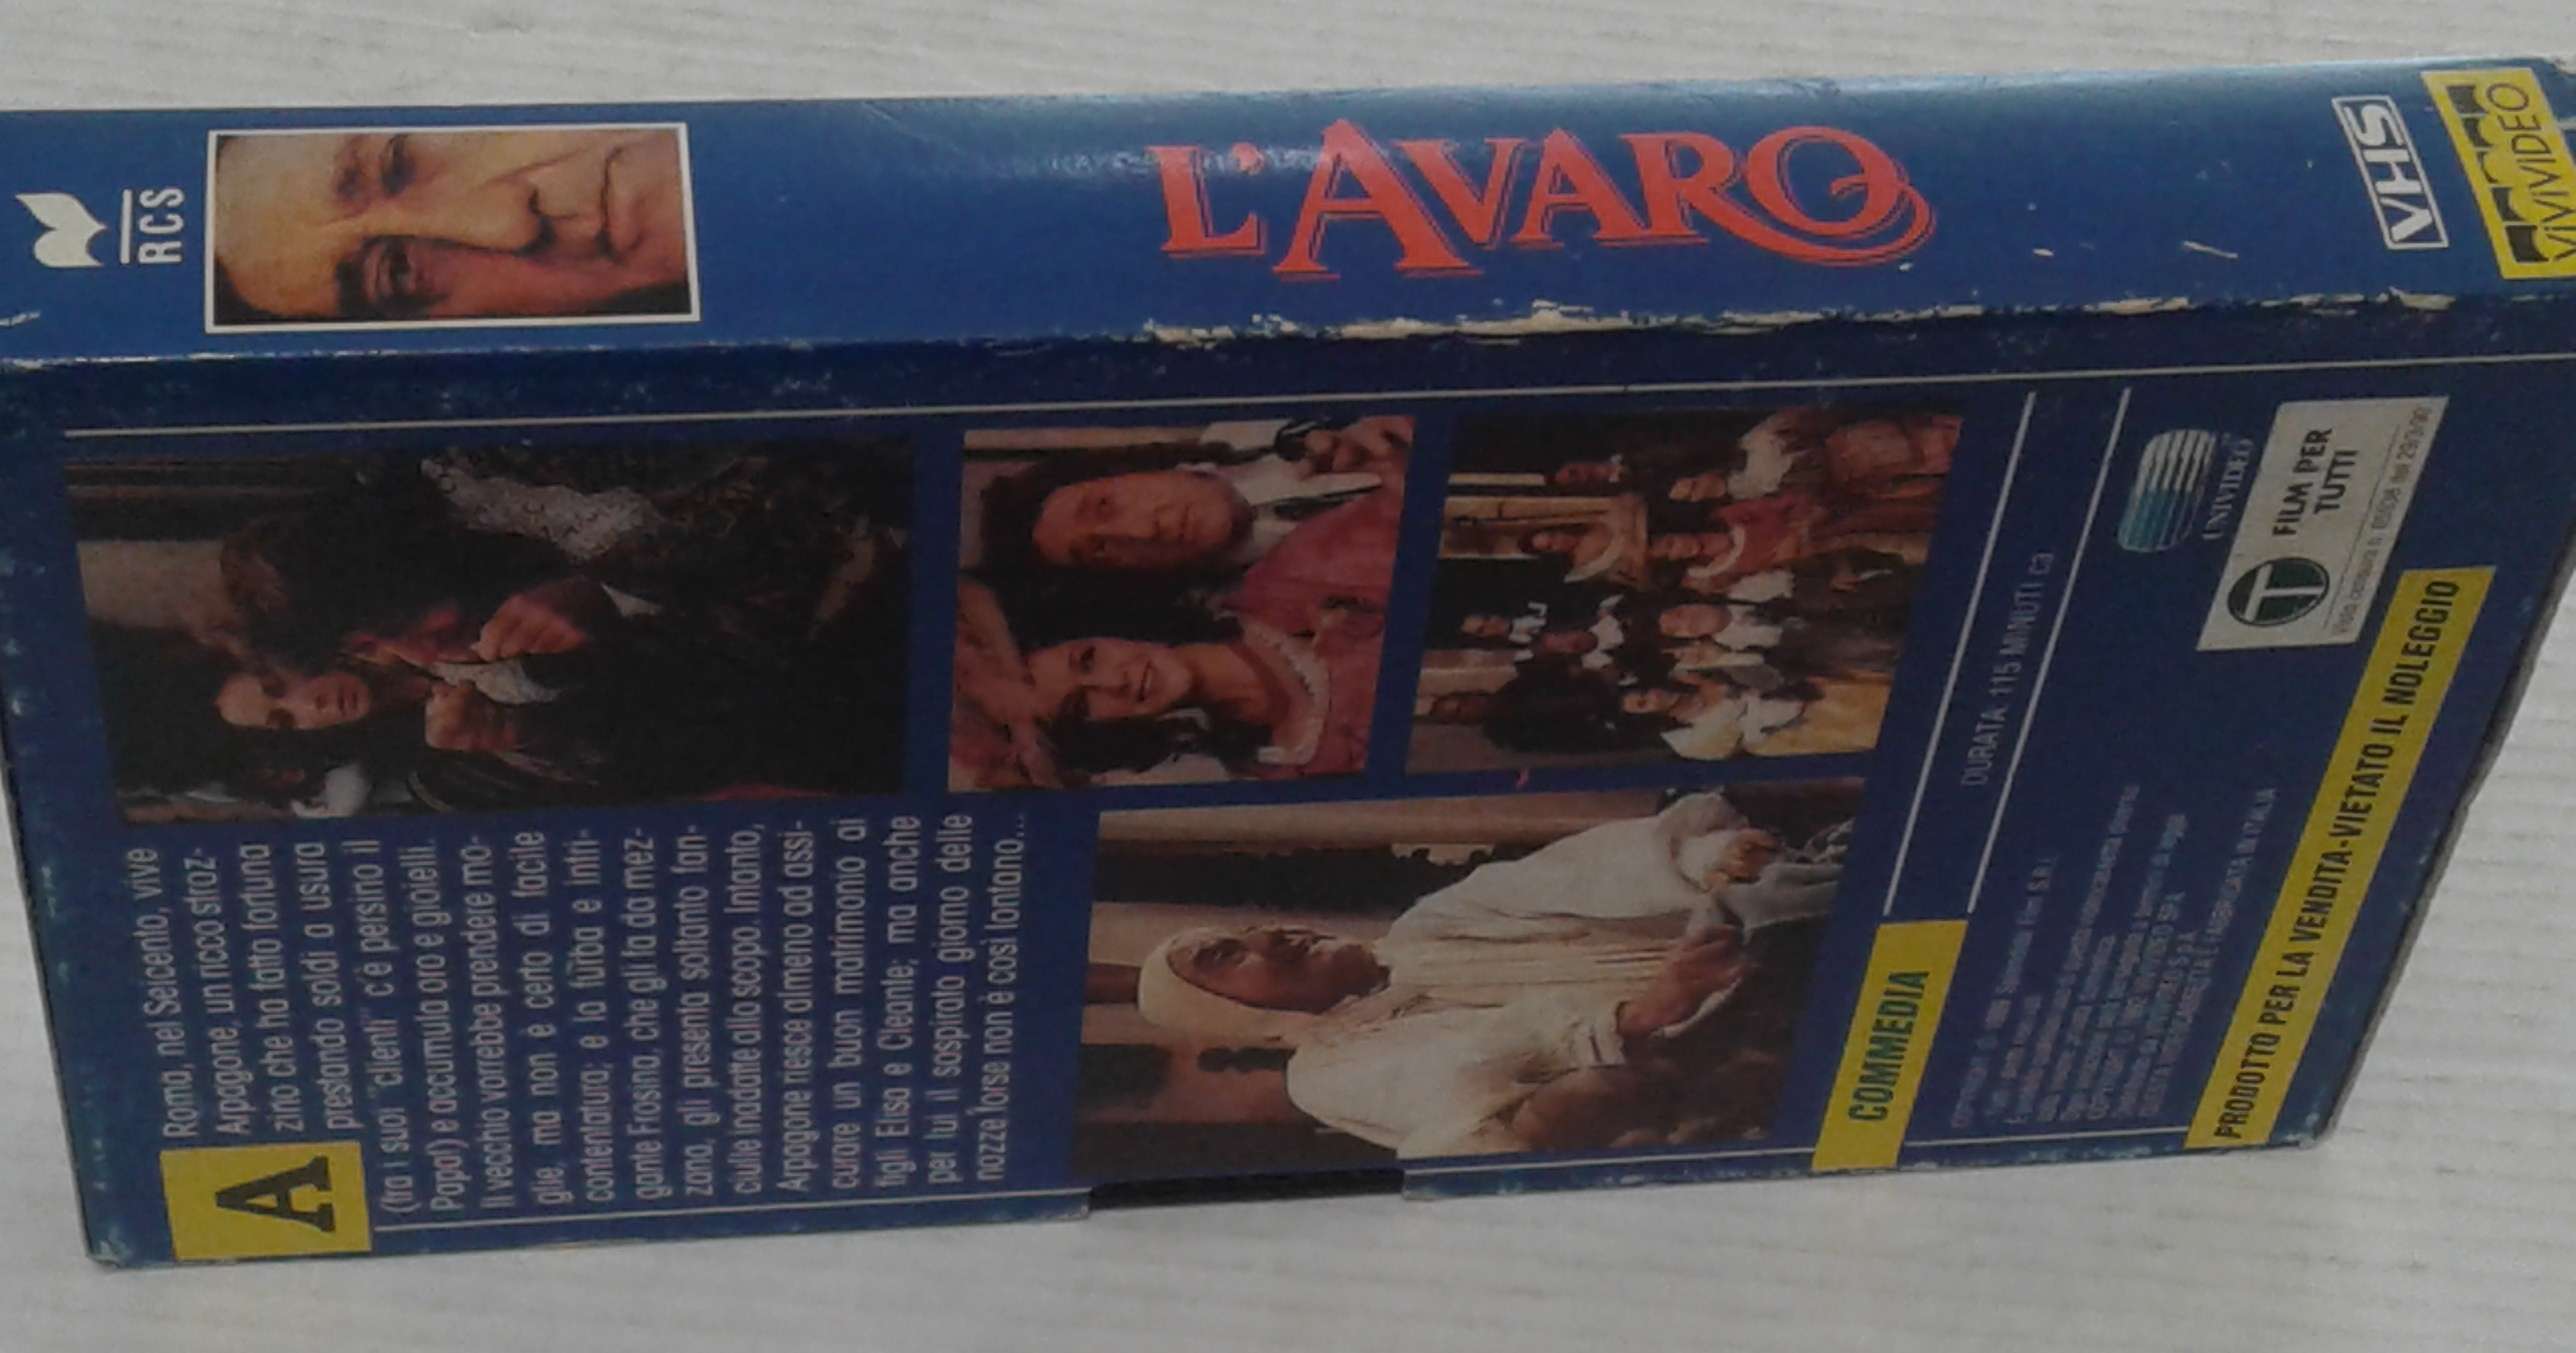 RCS
L'AVARO
VHS
VIVIVIDEO
A
Roma, nel Seicento, vive
Arpagone, un ricco stroz-
zino che ha fatto fortuna
prestando soldi a usura
(fra i suoi "clienti" c'è persino il
Papa!) e accumula oro e gioielli.
Il vecchio vorrebbe prendere mo-
glie, ma non è certo di facile
contentatura; e la furba e intri-
gante Frosina, che gli fa da mez-
zana, gli presenta soltanto fan-
ciulle inadatte allo scopo. Intanto,
Arpagone riesce almeno ad assi-
curare un buon matrimonio ai
figli Elisa e Cleante; ma anche
per lui il sospirato giorno delle
nozze forse non è così lontano...
COMMEDIA
DURATA 115 MINUTI ca
UNIVIDEO
T
FILM PER
TUTTI
PRODOTTO PER LA VENDITA-VIETATO IL NOLEGGIO